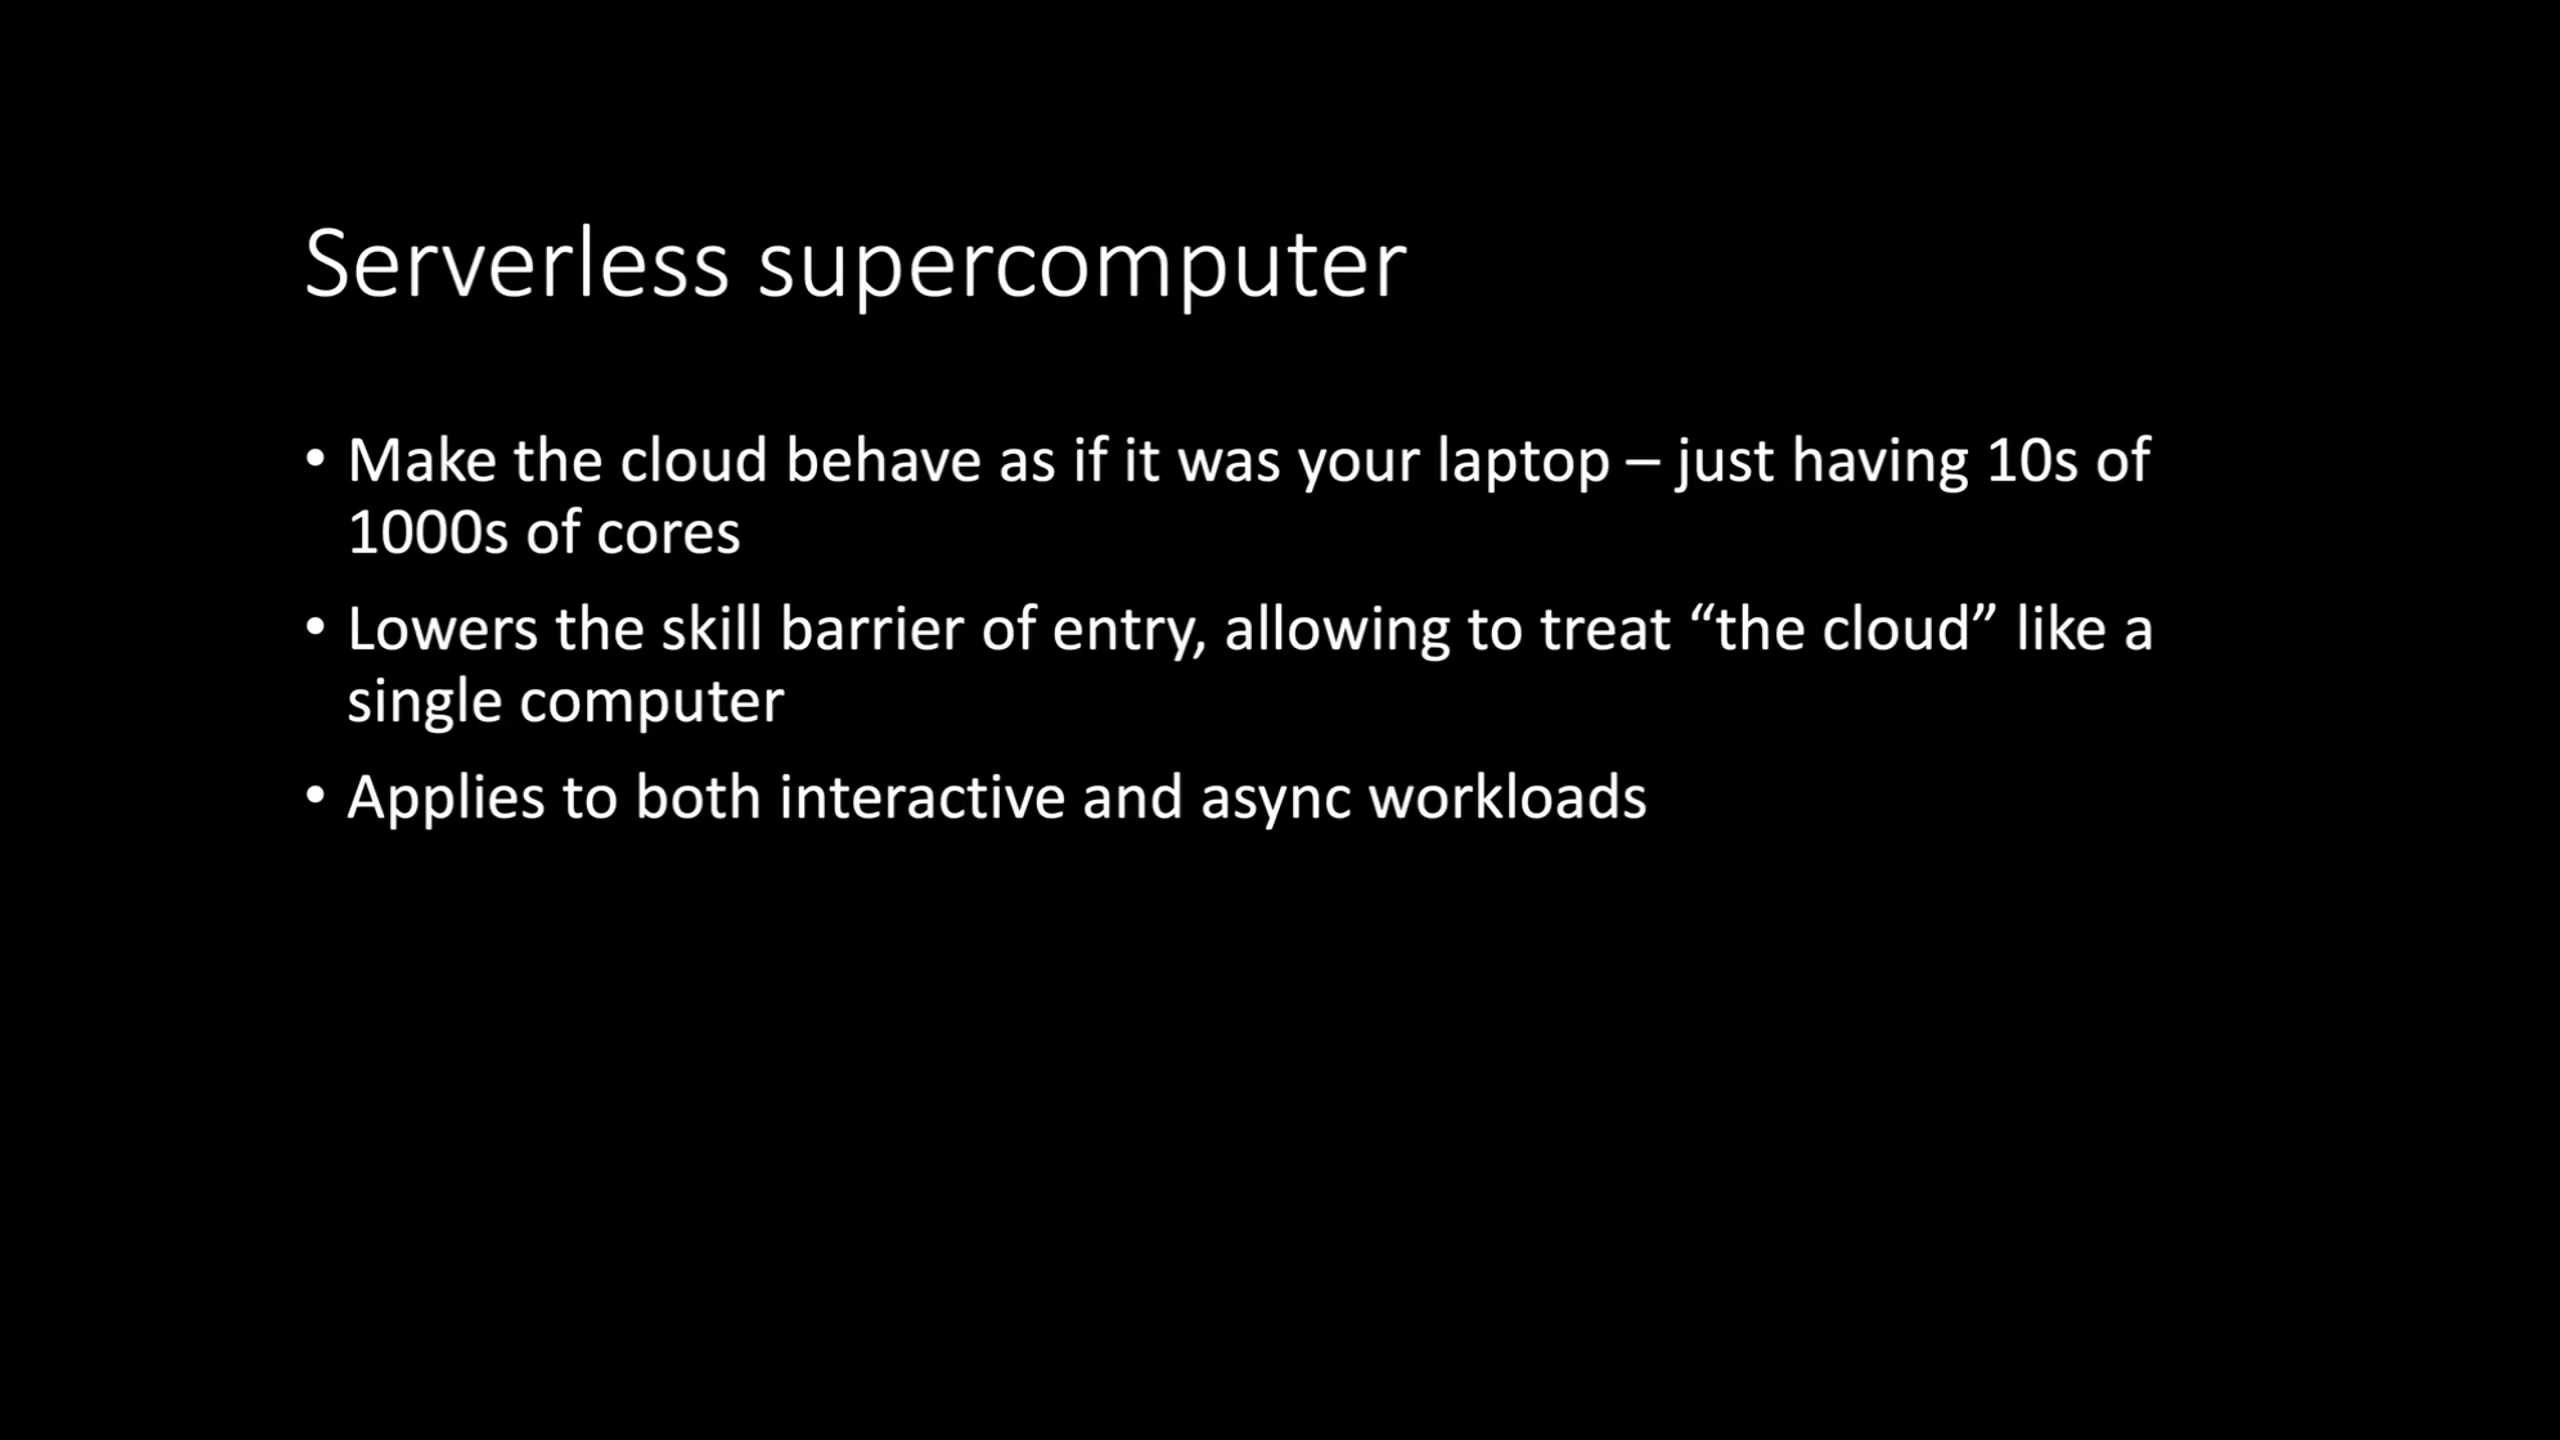 Serverless supercomputer
• Make the cloud behave as if it was your laptop – just having 10s of
1000s of cores
• Lowers the skill barrier of entry, allowing to treat “the cloud” like a
single computer
• Applies to both interactive and async workloads